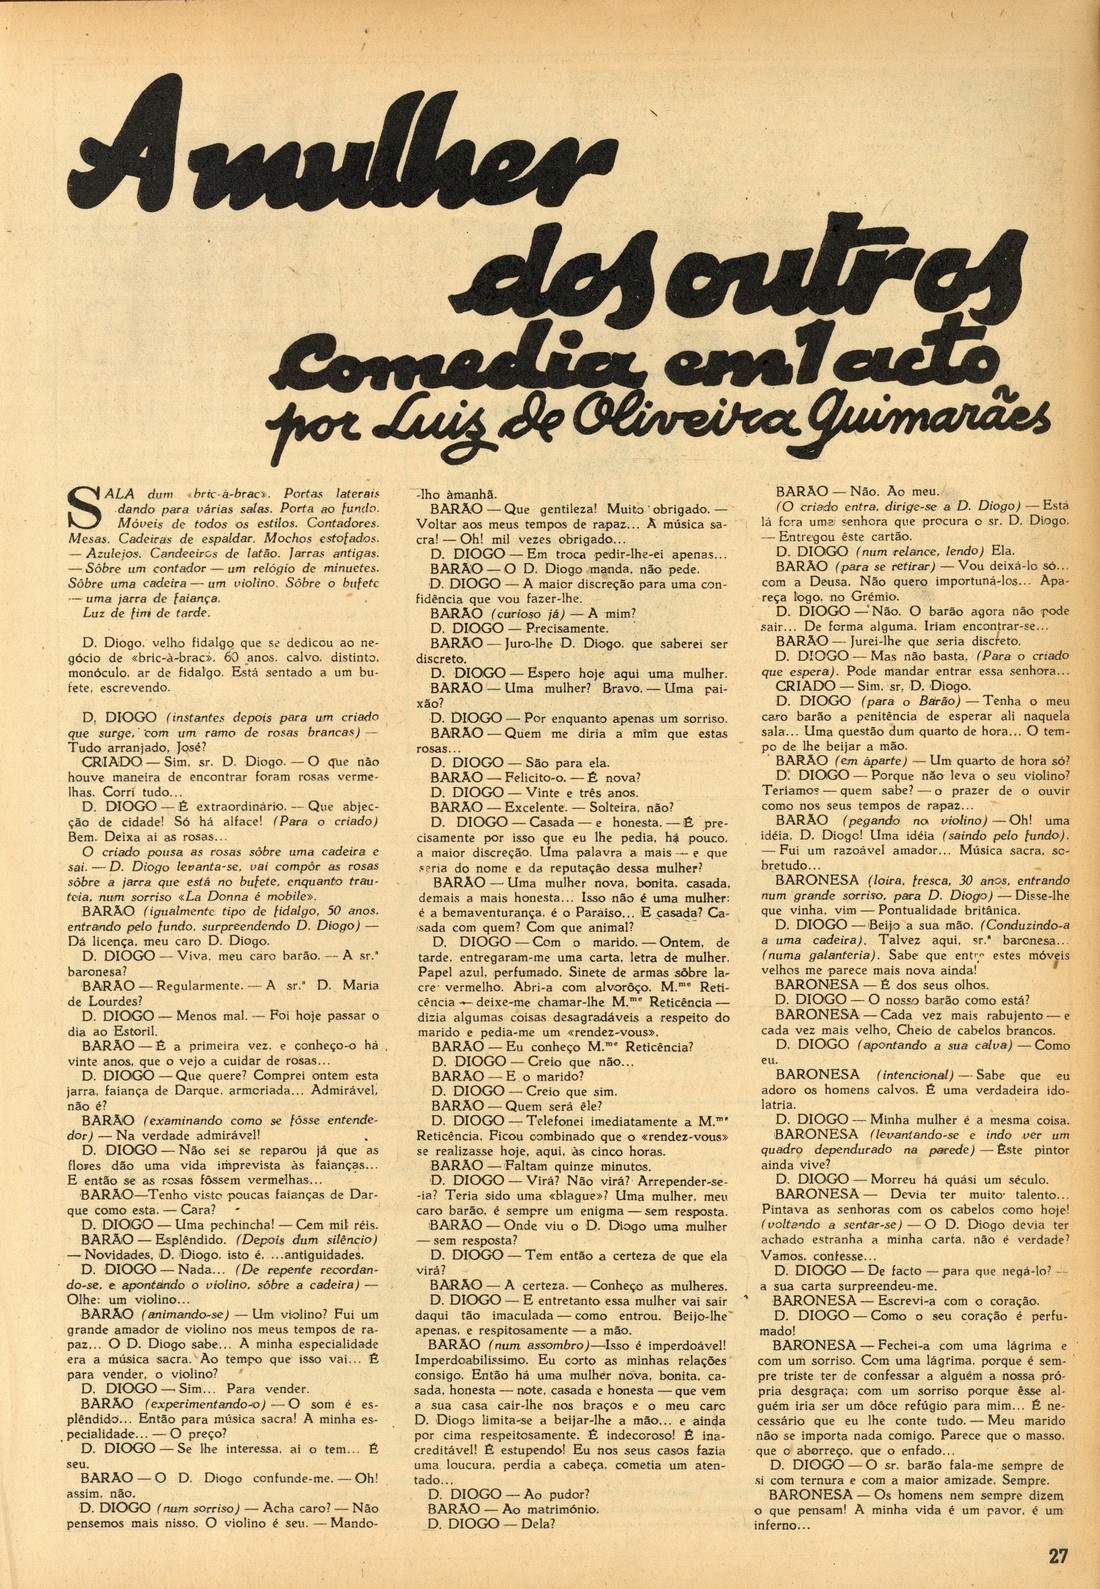 A mulher
dos outros
Comedia em 1 acto
por Luiz de Oliveira Guimarães
SALA dum «bric-à-brac». Portas laterais
dando para várias salas. Porta ao fundo.
Móveis de todos os estilos. Contadores.
Mesas. Cadeiras de espaldar. Mochos estofados.
— Azulejos. Candeeiros de latão. Jarras antigas.
— Sôbre um contador — um relógio de minuetes.
Sôbre uma cadeira — um violino. Sôbre o bufete
— uma jarra de faiança.
Luz de fim de tarde.
D. Diogo, velho fidalgo que se dedicou ao ne-
gócio de «bric-à-brac». 60 anos, calvo, distinto,
monóculo, ar de fidalgo. Está sentado a um bu-
fete, escrevendo.
D. DIOGO (instantes depois para um criado
que surge, com um ramo de rosas brancas) —
Tudo arranjado, José?
CRIADO — Sim, sr. D. Diogo. — O que não
houve maneira de encontrar foram rosas verme-
lhas. Corri tudo...
D. DIOGO — É extraordinário. — Que abjec-
ção de cidade! Só há alface! (Para o criado)
Bem. Deixa aí as rosas...
O criado pousa as rosas sôbre uma cadeira e
sai. — D. Diogo levanta-se, vai compôr as rosas
sôbre a jarra que está no bufete, enquanto trau-
teia, num sorriso «La Donna é mobile».
BARÃO (igualmente tipo de fidalgo, 50 anos,
entrando pelo fundo, surpreendendo D. Diogo) —
Dá licença, meu caro D. Diogo.
D. DIOGO — Viva, meu caro barão. — A sr.ª
baronesa?
BARÃO — Regularmente. — A sr.ª D. Maria
de Lourdes?
D. DIOGO — Menos mal. — Foi hoje passar o
dia ao Estoril.
BARÃO — É a primeira vez, e conheço-o há
vinte anos, que o vejo a cuidar de rosas...
D. DIOGO — Que quere? Comprei ontem esta
jarra, faiança de Darque, armoriada... Admirável,
não é?
BARÃO (examinando como se fôsse entende-
dor) — Na verdade admirável!
D. DIOGO — Não sei se reparou já que as
flores dão uma vida imprevista às faianças...
E então se as rosas fôssem vermelhas...
BARÃO—Tenho visto poucas faianças de Dar-
que como esta. — Cara?
D. DIOGO — Uma pechincha! — Cem mil réis.
BARÃO — Esplêndido. (Depois dum silêncio)
— Novidades, D. Diogo, isto é, ...antiguidades.
D. DIOGO — Nada... (De repente recordan-
do-se, e apontando o violino, sôbre a cadeira) —
Olhe: um violino...
BARÃO (animando-se) — Um violino? Fui um
grande amador de violino nos meus tempos de ra-
paz... O D. Diogo sabe... A minha especialidade
era a música sacra. Ao tempo que isso vai... É
para vender, o violino?
D. DIOGO — Sim... Para vender.
BARÃO (experimentando-o) — O som é es-
plêndido... Então para música sacra! A minha es-
pecialidade... — O preço?
D. DIOGO — Se lhe interessa, aí o tem... É
seu.
BARÃO — O D. Diogo confunde-me. — Oh!
assim, não.
D. DIOGO (num sorriso) — Acha caro? — Não
pensemos mais nisso. O violino é seu. — Mando-
-lho àmanhã.
BARÃO — Que gentileza! Muito obrigado. —
Voltar aos meus tempos de rapaz... A música sa-
cra! — Oh! mil vezes obrigado...
D. DIOGO — Em troca pedir-lhe-ei apenas...
BARÃO — O D. Diogo manda, não pede.
D. DIOGO — A maior discreção para uma con-
fidência que vou fazer-lhe.
BARÃO (curioso já) — A mim?
D. DIOGO — Precisamente.
BARÃO — Juro-lhe D. Diogo, que saberei ser
discreto.
D. DIOGO — Espero hoje aqui uma mulher.
BARÃO — Uma mulher? Bravo. — Uma pai-
xão?
D. DIOGO — Por enquanto apenas um sorriso.
BARÃO — Quem me diria a mim que estas
rosas...
D. DIOGO — São para ela.
BARÃO — Felicito-o. — É nova?
D. DIOGO — Vinte e três anos.
BARÃO — Excelente. — Solteira, não?
D. DIOGO — Casada — e honesta. — É pre-
cisamente por isso que eu lhe pedia, há pouco,
a maior discreção. Uma palavra a mais — e que
seria do nome e da reputação dessa mulher?
BARÃO — Uma mulher nova, bonita, casada,
demais a mais honesta... Isso não é uma mulher:
é a bemaventurança, é o Paraíso... E casada? Ca-
sada com quem? Com que animal?
D. DIOGO — Com o marido. — Ontem, de
tarde, entregaram-me uma carta, letra de mulher.
Papel azul, perfumado. Sinete de armas sôbre la-
cre vermelho. Abri-a com alvorôço. M.ᵐᵉ Reti-
cência — deixe-me chamar-lhe M.ᵐᵉ Reticência —
dizia algumas coisas desagradáveis a respeito do
marido e pedia-me um «rendez-vous».
BARÃO — Eu conheço M.ᵐᵉ Reticência?
D. DIOGO — Creio que não...
BARÃO — E o marido?
D. DIOGO — Creio que sim.
BARÃO — Quem será êle?
D. DIOGO — Telefonei imediatamente a M.ᵐᵉ
Reticência. Ficou combinado que o «rendez-vous»
se realizasse hoje, aqui, às cinco horas.
BARÃO — Faltam quinze minutos.
D. DIOGO — Virá? Não virá? Arrepender-se-
-ia? Teria sido uma «blague»? Uma mulher, meu
caro barão, é sempre um enigma — sem resposta.
BARÃO — Onde viu o D. Diogo uma mulher
— sem resposta?
D. DIOGO — Tem então a certeza de que ela
virá?
BARÃO — A certeza. — Conheço as mulheres.
D. DIOGO — E entretanto essa mulher vai sair
daqui tão imaculada — como entrou. Beijo-lhe
apenas, e respitosamente — a mão.
BARÃO (num assombro)—Isso é imperdoável!
Imperdoabilíssimo. Eu corto as minhas relações
consigo. Então há uma mulher nova, bonita, ca-
sada, honesta — note, casada e honesta — que vem
a sua casa cair-lhe nos braços e o meu caro
D. Diogo limita-se a beijar-lhe a mão... e ainda
por cima respeitosamente. É indecoroso! É ina-
creditável! É estupendo! Eu nos seus casos fazia
uma loucura, perdia a cabeça, cometia um aten-
tado...
D. DIOGO — Ao pudor?
BARÃO — Ao matrimónio.
D. DIOGO — Dela?
BARÃO — Não. Ao meu.
(O criado entra, dirige-se a D. Diogo) — Está
lá fora uma senhora que procura o sr. D. Diogo.
— Entregou êste cartão.
D. DIOGO (num relance, lendo) Ela.
BARÃO (para se retirar) — Vou deixá-lo só...
com a Deusa. Não quero importuná-los... Apa-
reça logo, no Grémio.
D. DIOGO — Não. O barão agora não pode
sair... De forma alguma. Iriam encontrar-se...
BARÃO — Jurei-lhe que seria discreto.
D. DIOGO — Mas não basta, (Para o criado
que espera). Pode mandar entrar essa senhora...
CRIADO — Sim, sr, D. Diogo.
D. DIOGO (para o Barão) — Tenha o meu
caro barão a penitência de esperar ali naquela
sala... Uma questão dum quarto de hora... O tem-
po de lhe beijar a mão.
BARÃO (em àparte) — Um quarto de hora só?
D. DIOGO — Porque não leva o seu violino?
Teríamos — quem sabe? — o prazer de o ouvir
como nos seus tempos de rapaz...
BARÃO (pegando no violino) — Oh! uma
idéia, D. Diogo! Uma idéia (saindo pelo fundo).
— Fui um razoável amador... Música sacra, so-
bretudo...
BARONESA (loira, fresca, 30 anos, entrando
num grande sorriso, para D. Diogo) — Disse-lhe
que vinha, vim — Pontualidade britânica.
D. DIOGO — Beijo a sua mão. (Conduzindo-a
a uma cadeira). Talvez aqui, sr.ª baronesa...
(numa galanteria). Sabe que entre estes móveis
velhos me parece mais nova ainda!
BARONESA — É dos seus olhos.
D. DIOGO — O nosso barão como está?
BARONESA — Cada vez mais rabujento — e
cada vez mais velho, Cheio de cabelos brancos.
D. DIOGO (apontando a sua calva) — Como
eu.
BARONESA (intencional) — Sabe que eu
adoro os homens calvos. É uma verdadeira ido-
latria.
D. DIOGO — Minha mulher é a mesma coisa.
BARONESA (levantando-se e indo ver um
quadro dependurado na parede) — Êste pintor
ainda vive?
D. DIOGO — Morreu há quási um século.
BARONESA — Devia ter muito talento...
Pintava as senhoras com os cabelos como hoje!
(voltando a sentar-se) — O D. Diogo devia ter
achado estranha a minha carta, não é verdade?
Vamos, confesse...
D. DIOGO — De facto — para que negá-lo? —
a sua carta surpreendeu-me.
BARONESA — Escrevi-a com o coração.
D. DIOGO — Como o seu coração é perfu-
mado!
BARONESA — Fechei-a com uma lágrima e
com um sorriso. Com uma lágrima, porque é sem-
pre triste ter de confessar a alguém a nossa pró-
pria desgraça; com um sorriso porque êsse al-
guém iria ser um dôce refúgio para mim... É ne-
cessário que eu lhe conte tudo. — Meu marido
não se importa nada comigo. Parece que o masso,
que o aborreço, que o enfado...
D. DIOGO — O sr. barão fala-me sempre de
si com ternura e com a maior amizade. Sempre.
BARONESA — Os homens nem sempre dizem
o que pensam! A minha vida é um pavor, é um
inferno...
27